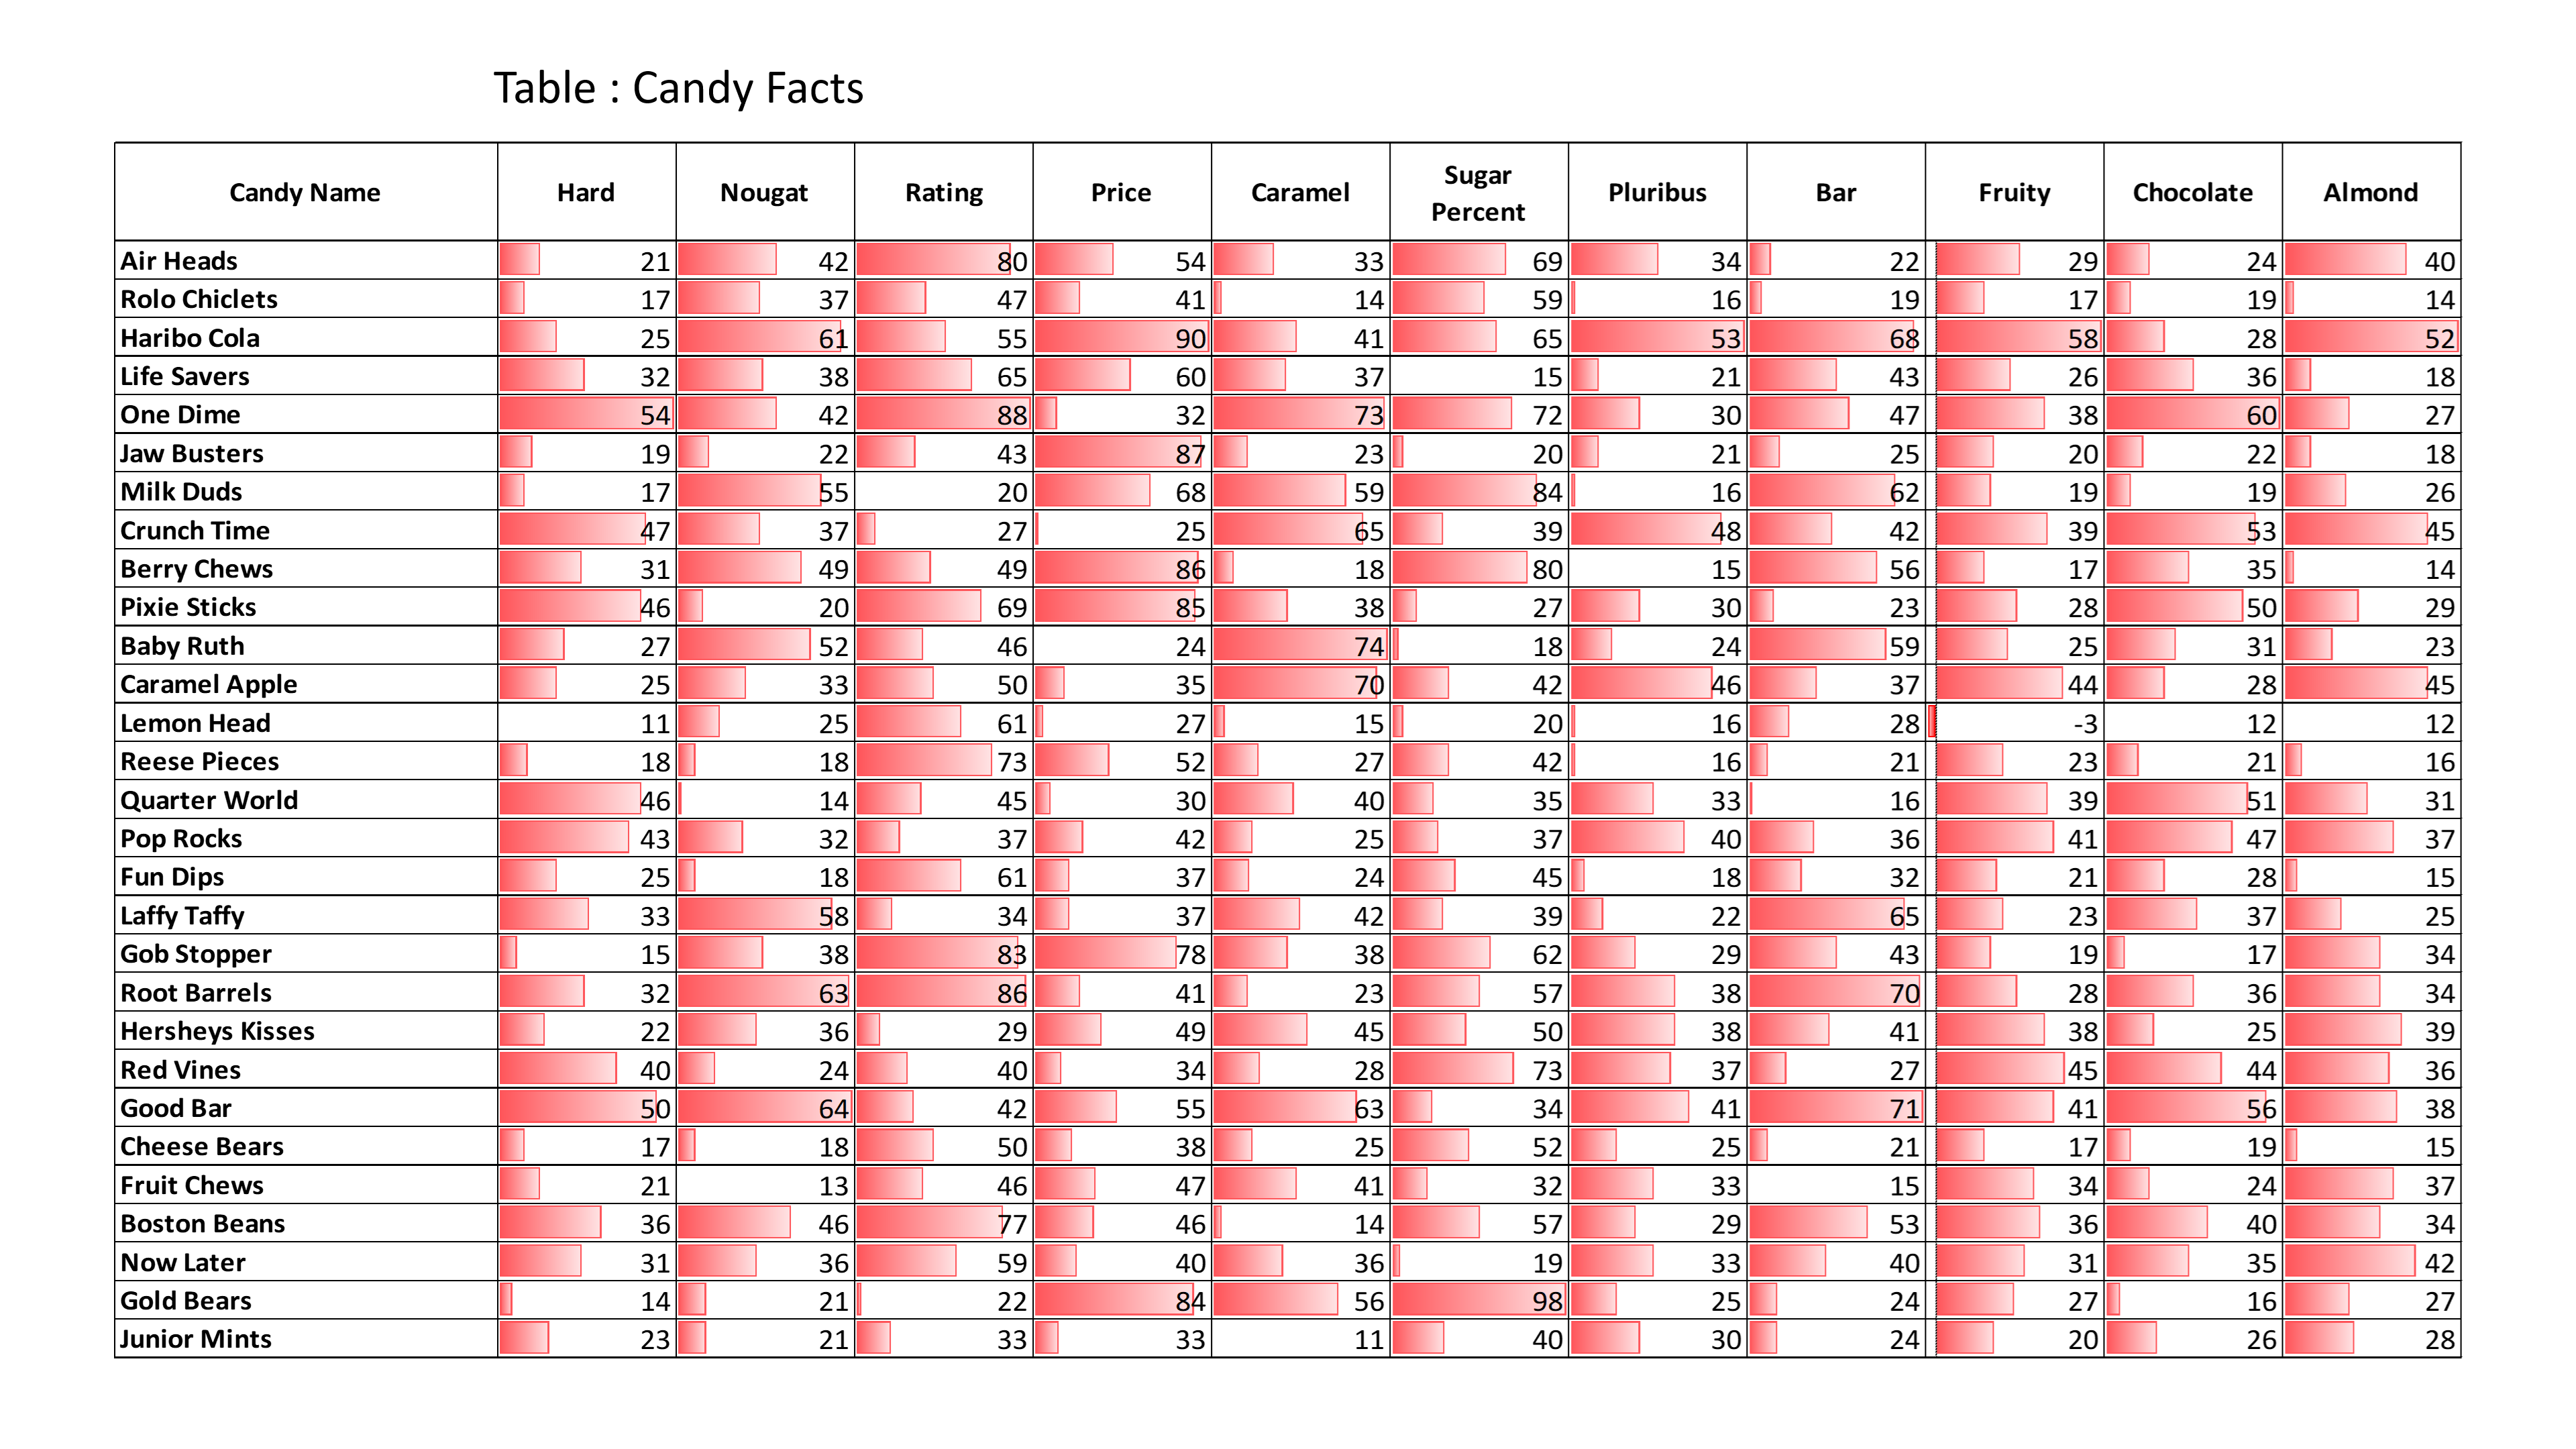 Table : Candy Facts
Candy Name Hard Nougat Rating Price Caramel Sugar Percent Pluribus Bar Fruity Chocolate Almond
Air Heads 21 42 80 54 33 69 34 22 29 24 40
Rolo Chiclets 17 37 47 41 14 59 16 19 17 19 14
Haribo Cola 25 61 55 90 41 65 53 68 58 28 52
Life Savers 32 38 65 60 37 15 21 43 26 36 18
One Dime 54 42 88 32 73 72 30 47 38 60 27
Jaw Busters 19 22 43 87 23 20 21 25 20 22 18
Milk Duds 17 55 20 68 59 84 16 62 19 19 26
Crunch Time 47 37 27 25 65 39 48 42 39 53 45
Berry Chews 31 49 49 86 18 80 15 56 17 35 14
Pixie Sticks 46 20 69 85 38 27 30 23 28 50 29
Baby Ruth 27 52 46 24 74 18 24 59 25 31 23
Caramel Apple 25 33 50 35 70 42 46 37 44 28 45
Lemon Head 11 25 61 27 15 20 16 28 -3 12 12
Reese Pieces 18 18 73 52 27 42 16 21 23 21 16
Quarter World 46 14 45 30 40 35 33 16 39 51 31
Pop Rocks 43 32 37 42 25 37 40 36 41 47 37
Fun Dips 25 18 61 37 24 45 18 32 21 28 15
Laffy Taffy 33 58 34 37 42 39 22 65 23 37 25
Gob Stopper 15 38 83 78 38 62 29 43 19 17 34
Root Barrels 32 63 86 41 23 57 38 70 28 36 34
Hersheys Kisses 22 36 29 49 45 50 38 41 38 25 39
Red Vines 40 24 40 34 28 73 37 27 45 44 36
Good Bar 50 64 42 55 63 34 41 71 41 56 38
Cheese Bears 17 18 50 38 25 52 25 21 17 19 15
Fruit Chews 21 13 46 47 41 32 33 15 34 24 37
Boston Beans 36 46 77 46 14 57 29 53 36 40 34
Now Later 31 36 59 40 36 19 33 40 31 35 42
Gold Bears 14 21 22 84 56 98 25 24 27 16 27
Junior Mints 23 21 33 33 11 40 30 24 20 26 28